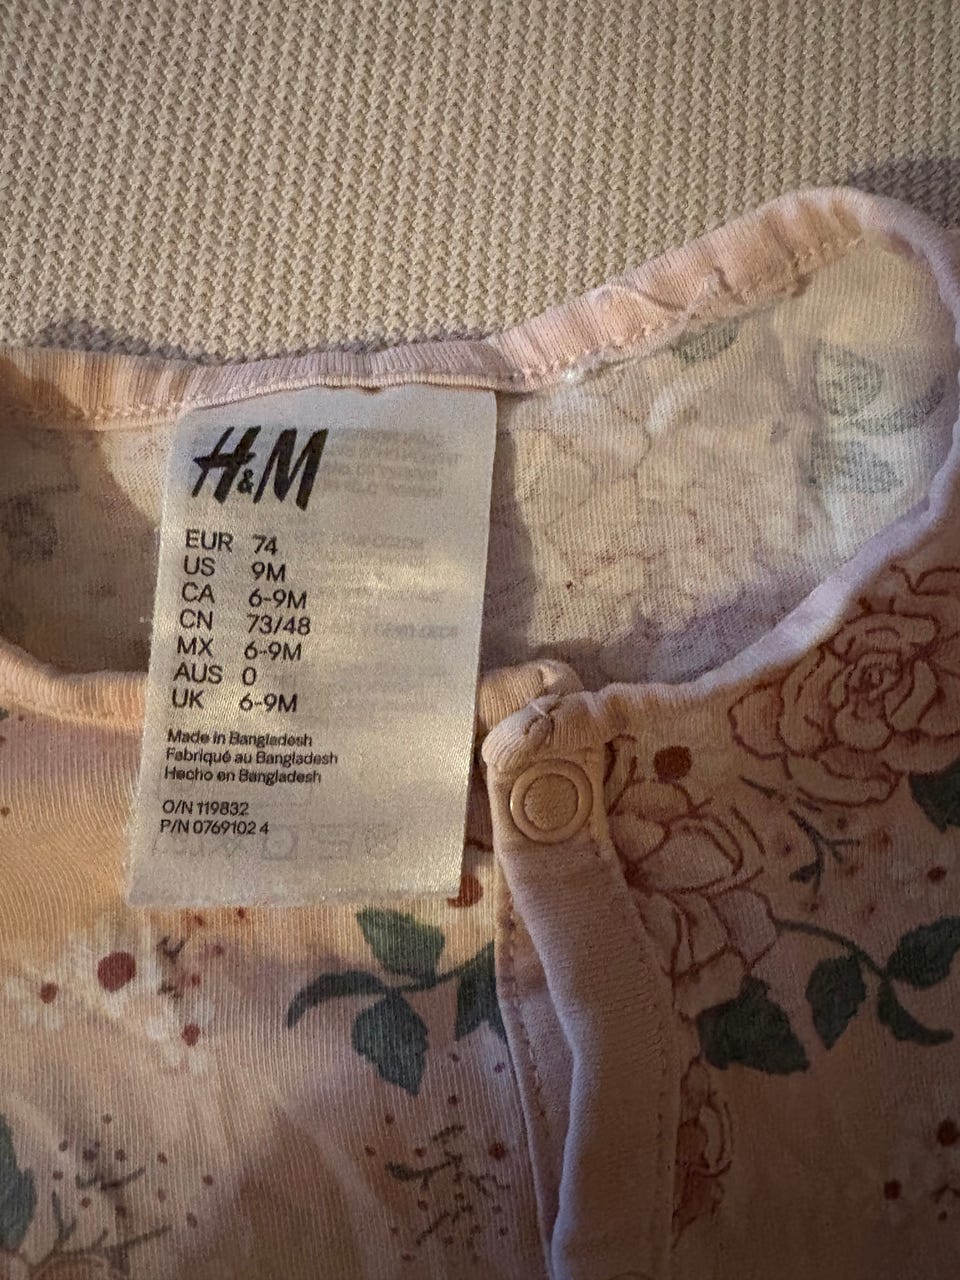 H&M
EUR 74
US 9M
CA 6-9M
CN 73/48
MX 6-9M
AUS 0
UK 6-9M
Made in Bangladesh
Fabriqué au Bangladesh
Hecho en Bangladesh
O/N 119832
P/N 0769102 4